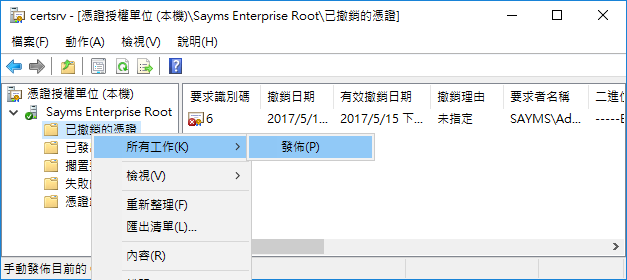 certsrv - [憑證授權單位 (本機)\Sayms Enterprise Root\已撤銷的憑證]
檔案(F) 動作(A) 檢視(V) 說明(H)
憑證授權單位 (本機)
Sayms Enterprise Root
已撤銷的憑證
已發
擱置
失敗
憑證
要求識別碼 撤銷日期 有效撤銷日期 撤銷理由 要求者名稱 二進位
6 2017/5/1... 2017/5/15 下... 未指定 SAYMS\Ad... -----E
所有工作(K)
發佈(P)
檢視(V)
重新整理(F)
匯出清單(L)...
內容(R)
手動發佈目前的